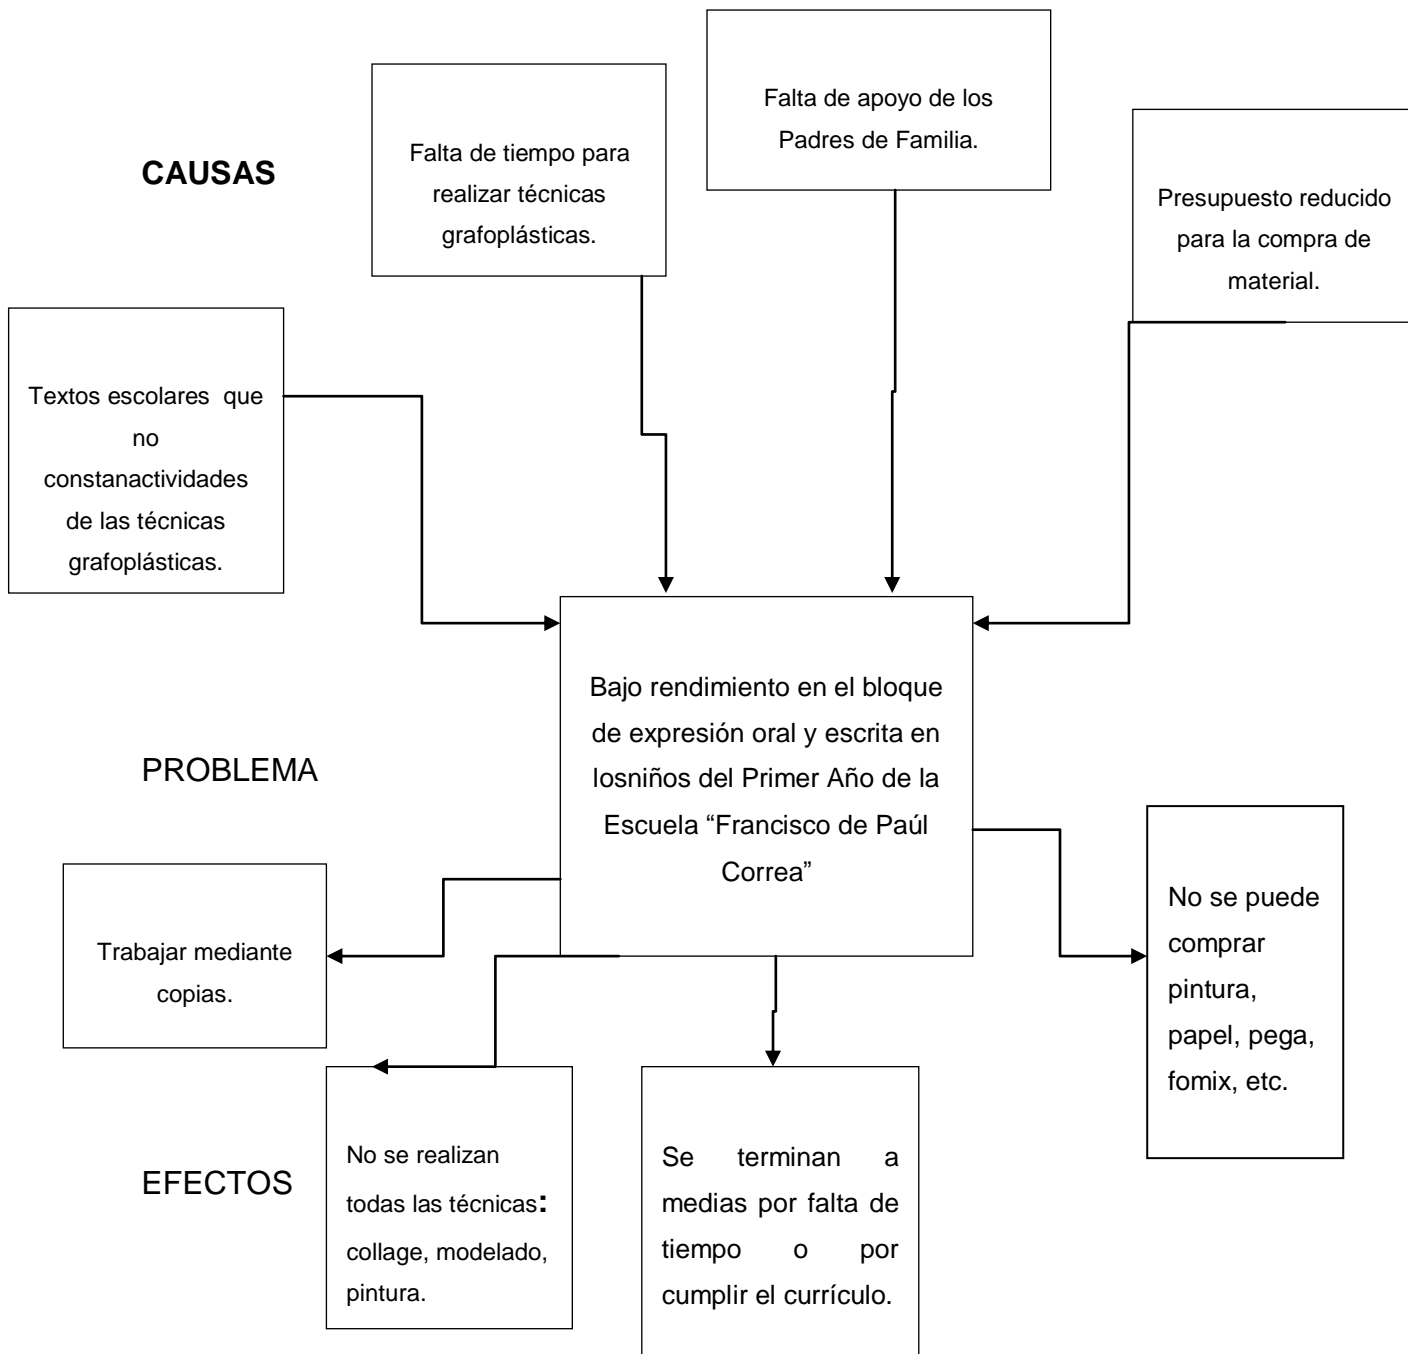 CAUSAS
Textos escolares que
no
constanactividades
de las técnicas
grafoplásticas.
Falta de tiempo para
realizar técnicas
grafoplásticas.
Falta de apoyo de los
Padres de Familia.
Presupuesto reducido
para la compra de
material.
PROBLEMA
Bajo rendimiento en el bloque
de expresión oral y escrita en
losniños del Primer Año de la
Escuela “Francisco de Paúl
Correa”
EFECTOS
Trabajar mediante
copias.
No se realizan
todas las técnicas:
collage, modelado,
pintura.
Se terminan a
medias por falta de
tiempo o por
cumplir el currículo.
No se puede
comprar
pintura,
papel, pega,
fomix, etc.